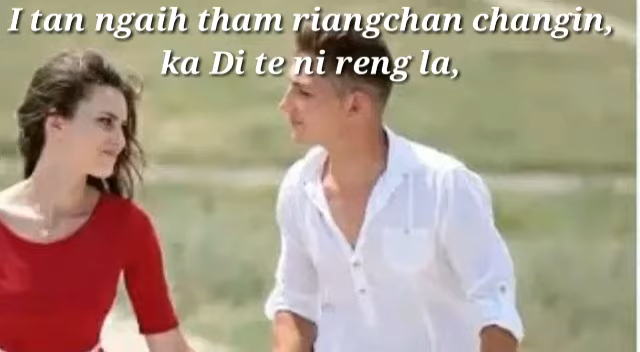 I tan ngaih tham riangchan changin,
ka Di te ni reng la,